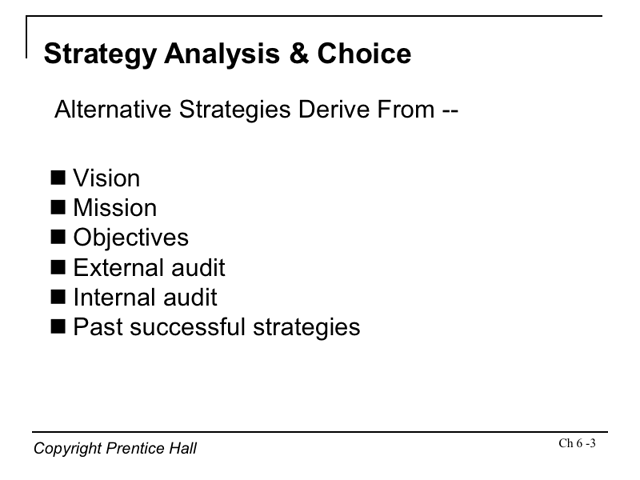 Strategy Analysis & Choice
Alternative Strategies Derive From --
■ Vision
■ Mission
■ Objectives
■ External audit
■ Internal audit
■ Past successful strategies
Copyright Prentice Hall
Ch 6 -3